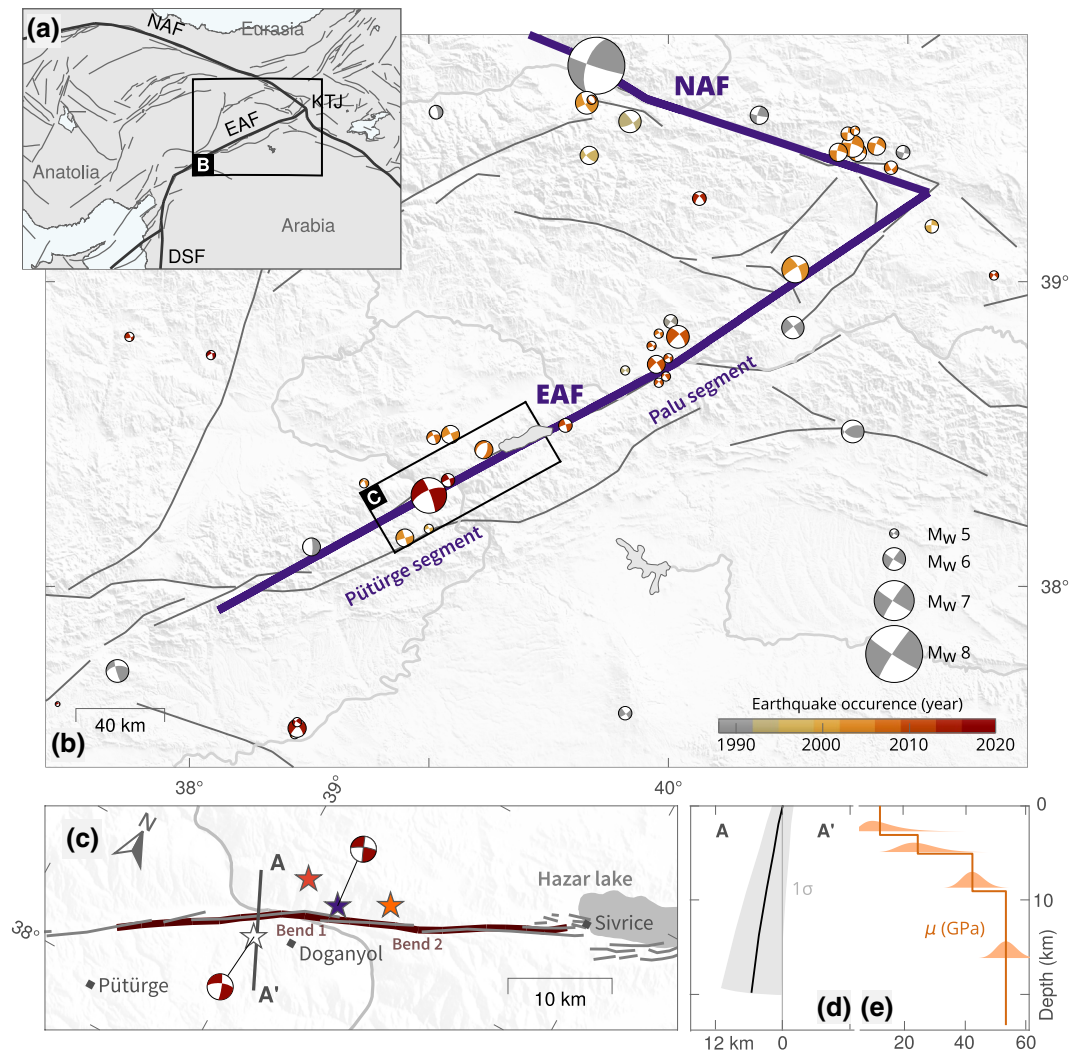 (a)
NAF
Eurasia
KTJ
EAF
B
Anatolia
Arabia
DSF
NAF
39°
EAF
Palu segment
C
Pütürge segment
38°
Mw 5
Mw 6
Mw 7
Mw 8
Earthquake occurence (year)
1990 2000 2010 2020
40 km
(b)
38° 39 40°
(c)
N
A
Hazar lake
Bend 1
Sivrice
38°
Doganyol
Bend 2
Pütürge
A'
10 km
A A'
1σ
(d)
12 km 0
0
10
μ (GPa)
Depth (km)
(e)
20 40 60